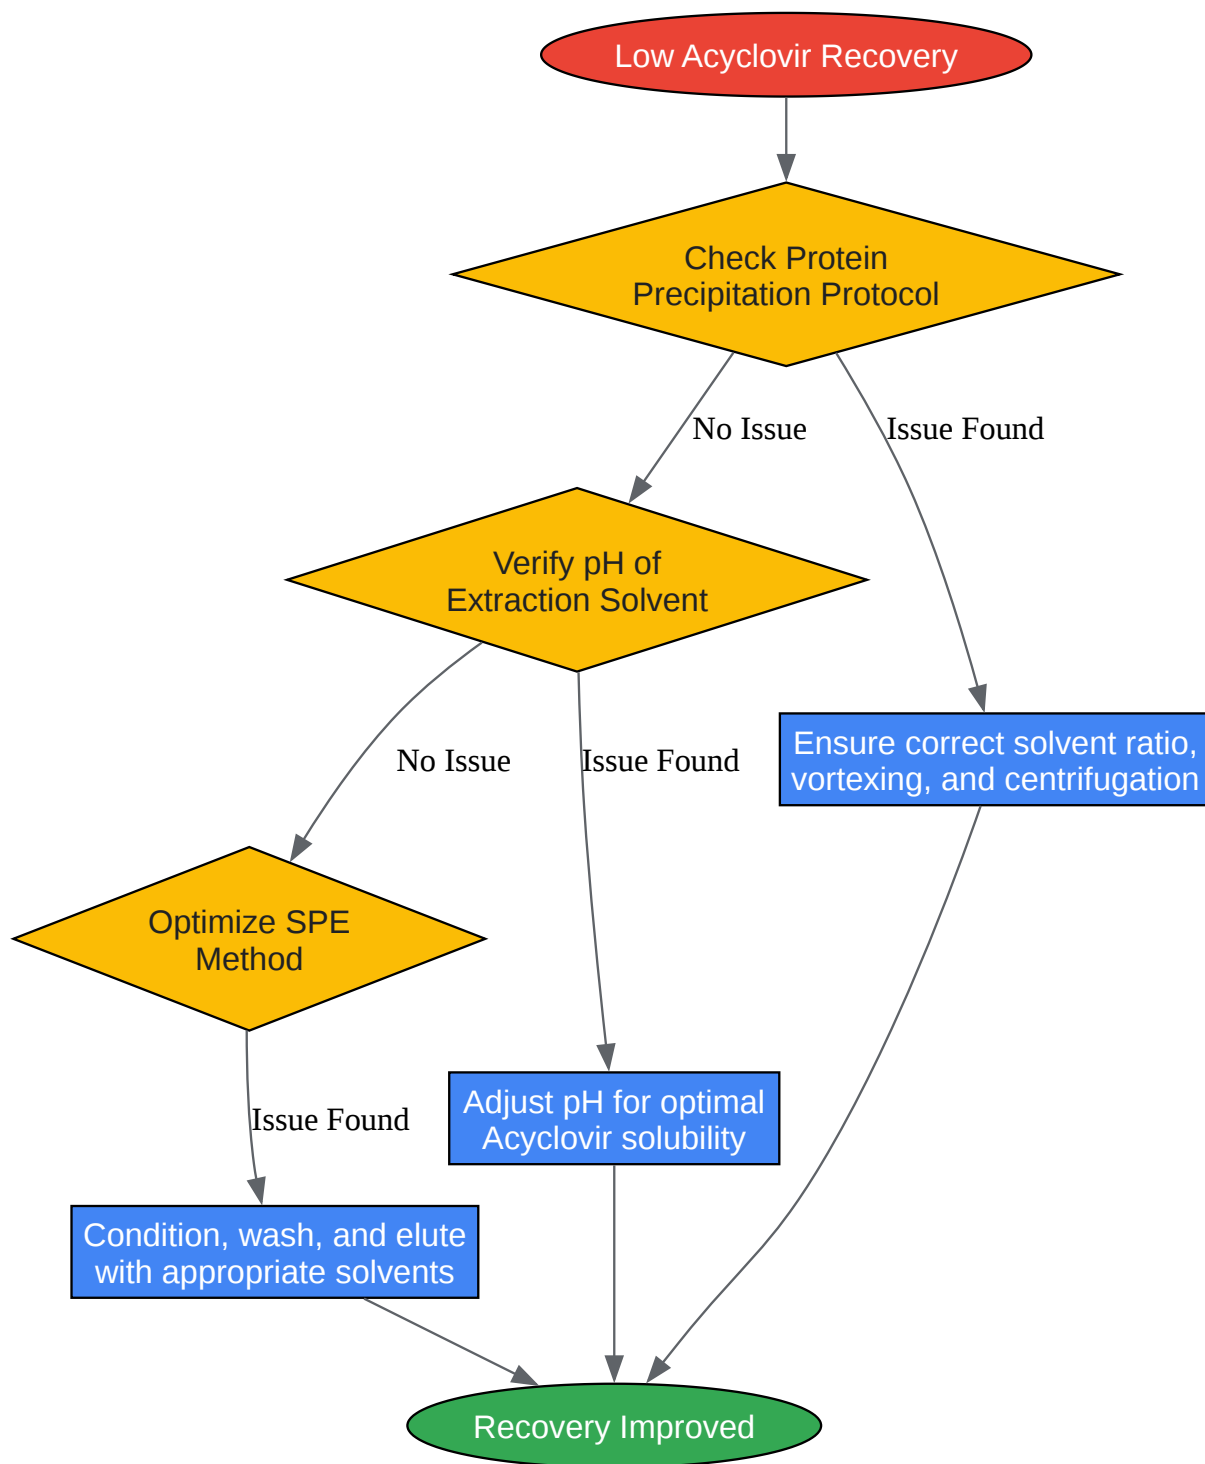 Low Acyclovir Recovery
Check Protein
Precipitation Protocol
No Issue
Issue Found
Verify pH of
Extraction Solvent
Ensure correct solvent ratio,
vortexing, and centrifugation
No Issue
Issue Found
Optimize SPE
Method
Adjust pH for optimal
Acyclovir solubility
Issue Found
Condition, wash, and elute
with appropriate solvents
Recovery Improved